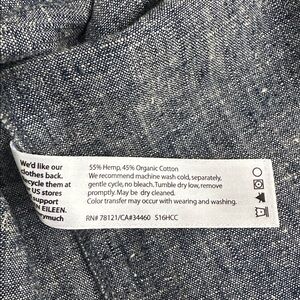 We'd like our
clothes back.
cycle them at
US stores
support
EILEEN.
ymuch
55% Hemp, 45% Organic Cotton
We recommend machine wash cold, separately,
gentle cycle, no bleach. Tumble dry low, remove
promptly. May be dry cleaned.
Color transfer may occur with wearing and washing.
RN# 78121/CA#34460 S16HCC